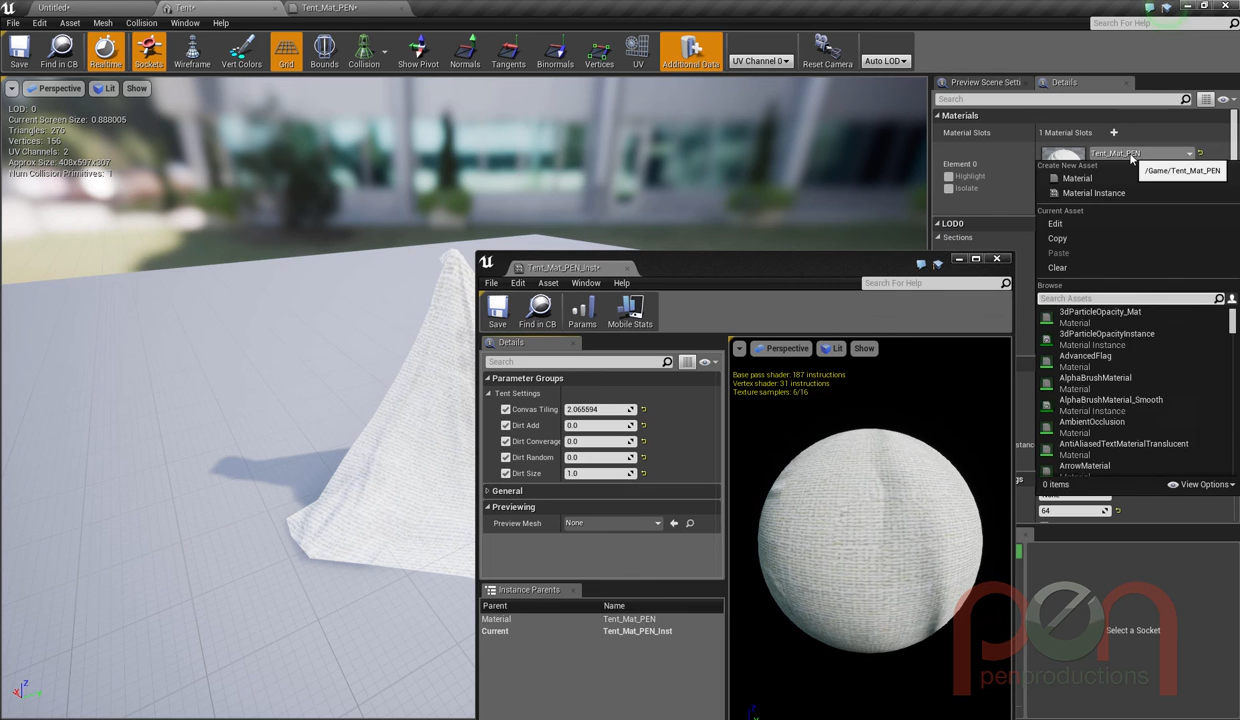 Untitled*
Tent*
Tent_Mat_PEN*
File Edit Asset Mesh Collision Window Help
Search For Help
Save Find in CB Realtime Sockets Wireframe Vert Colors Grid Bounds Collision Show Pivot Normals Tangents Binormals Vertices UV Additional Data UV Channel 0 Reset Camera Auto LOD
Perspective Lit Show
LOD: 0
Current Screen Size: 0.888005
Triangles: 276
Vertices: 156
UV Channels: 2
Approx Size: 408x597x307
Num Collision Primitives: 1
Preview Scene Setti Details
Search
Materials
Material Slots 1 Material Slots
Element 0
Highlight
Isolate
Tent_Mat_PEN
/Game/Tent_Mat_PEN
LOD0
Sections
Create New Asset
Material
Material Instance
Current Asset
Edit
Copy
Paste
Clear
Browse
Search Assets
3dParticleOpacity_Mat
Material
3dParticleOpacityInstance
Material Instance
AdvancedFlag
Material
AlphaBrushMaterial
Material
AlphaBrushMaterial_Smooth
Material Instance
AmbientOcclusion
Material
AntiAliasedTextMaterialTranslucent
Material
ArrowMaterial
0 items View Options
64
Select a Socket
Tent_Mat_PEN_Inst*
File Edit Asset Window Help
Search For Help
Save Find in CB Params Mobile Stats
Details
Search
Parameter Groups
Tent Settings
Convas Tiling 2.065594
Dirt Add 0.0
Dirt Converage 0.0
Dirt Random 0.0
Dirt Size 1.0
General
Previewing
Preview Mesh None
Instance Parents
Parent Name
Material Tent_Mat_PEN
Current Tent_Mat_PEN_Inst
Perspective Lit Show
Base pass shader: 187 instructions
Vertex shader: 31 instructions
Texture samplers: 6/16
pen
penproductions
X Z Y
Z